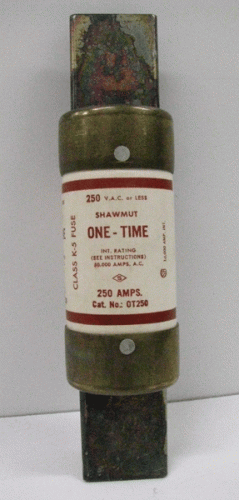 250 V.A.C. or LESS
SHAWMUT
ONE - TIME
INT. RATING
(SEE INSTRUCTIONS)
50,000 AMPS, A.C.
250 AMPS.
Cat. No.: OT250
CLASS K-5 FUSE